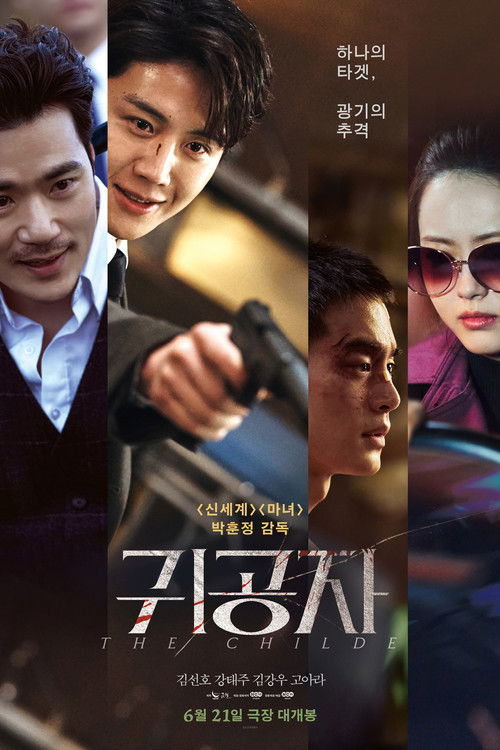 하나의
타겟,
광기의
추격
<신세계><마녀>
박훈정 감독
귀공자
THE CHILDE
김선호 강태주 김강우 고아라
6월 21일 극장 대개봉